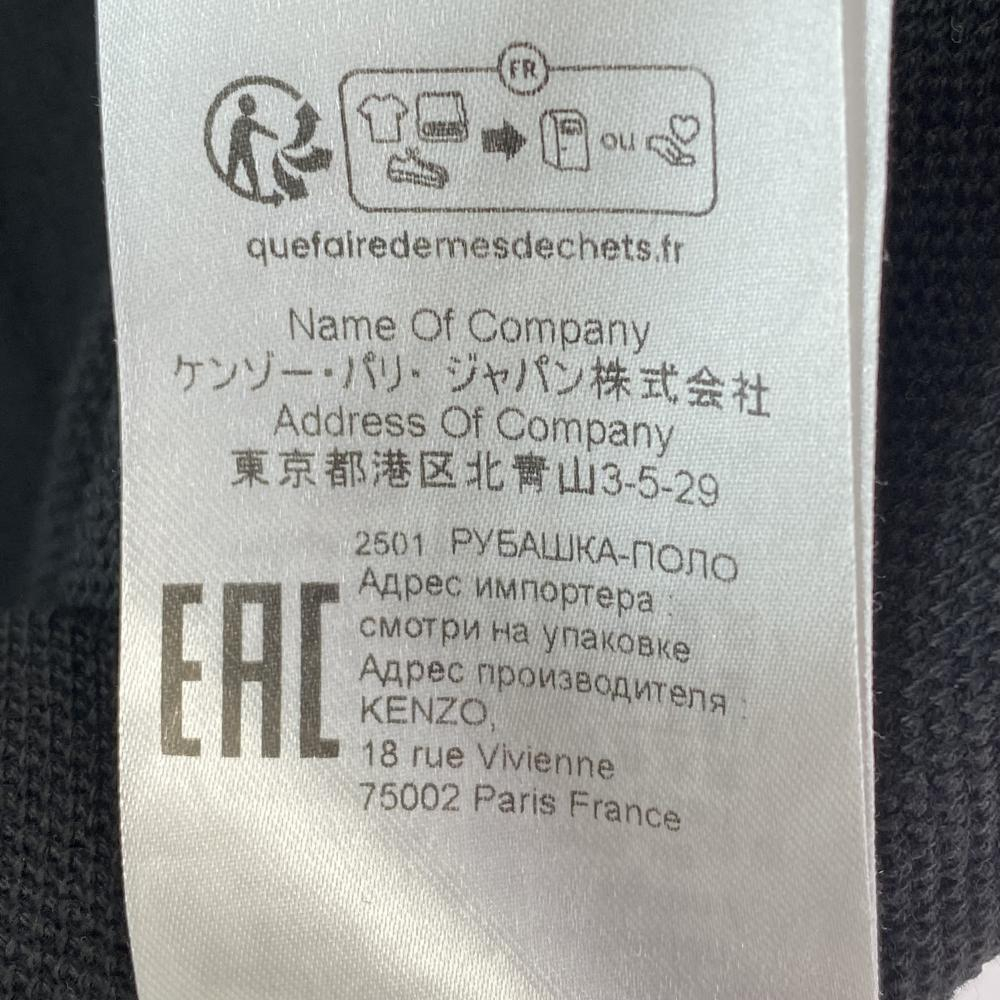 FR
ou
quefairedemesdechets.fr
Name Of Company
ケンゾー・パリ・ジャパン株式会社
Address Of Company
東京都港区北青山3-5-29
2501 РУБАШКА-ПОЛО
Адрес импортера :
смотри на упаковке
Адрес производителя :
KENZO,
18 rue Vivienne
75002 Paris France
EAC